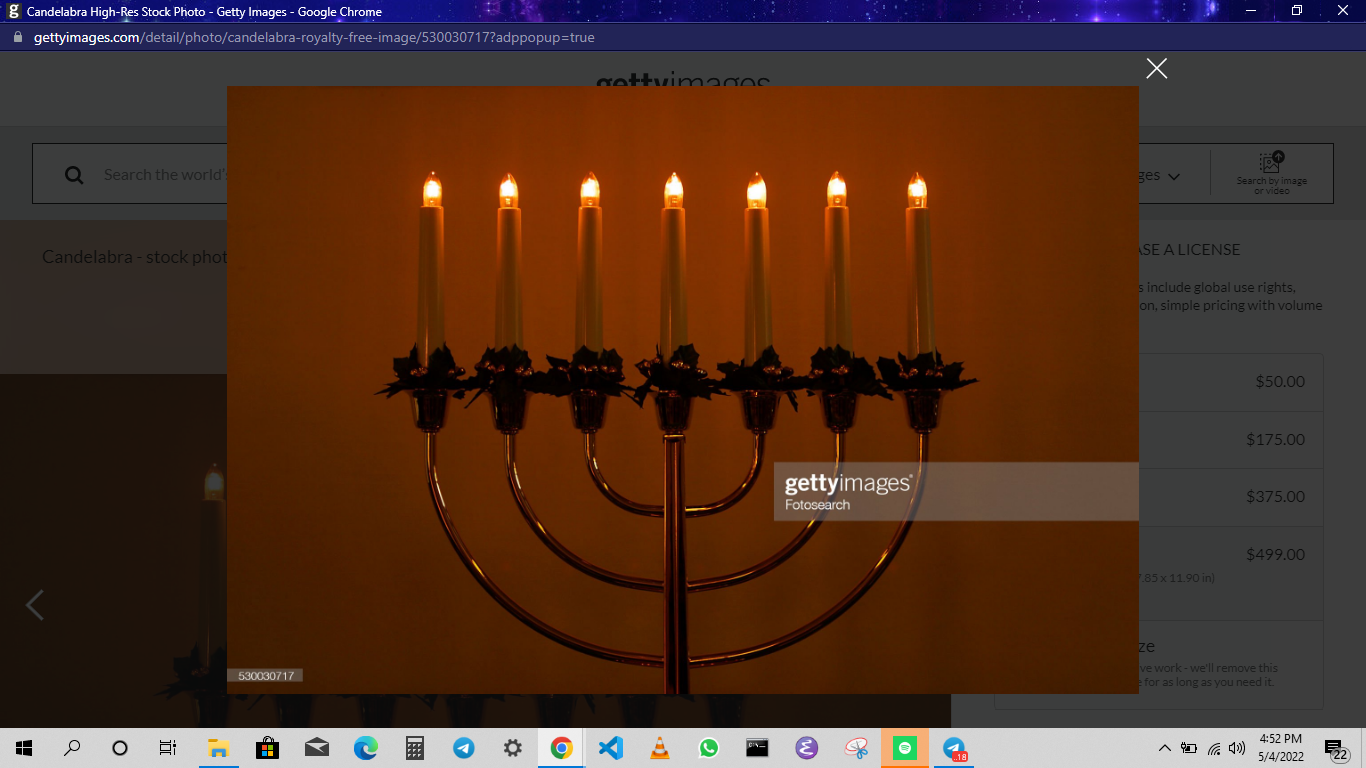 Candelabra High-Res Stock Photo - Getty Images - Google Chrome
gettyimages.com/detail/photo/candelabra-royalty-free-image/530030717?adppopup=true
gettyimages
Search the world's
ges
Search by image
or video
Candelabra - stock phot
ASE A LICENSE
s include global use rights,
on, simple pricing with volume
$50.00
$175.00
$375.00
$499.00
7.85 x 11.90 in)
ze
ve work - we'll remove this
e for as long as you need it.
gettyimages
Fotosearch
530030717
..18
4:52 PM
5/4/2022
22